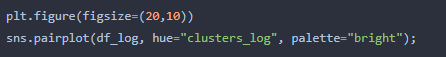 plt.figure(figsize=(20,10))
sns.pairplot(df_log, hue="clusters_log", palette="bright");